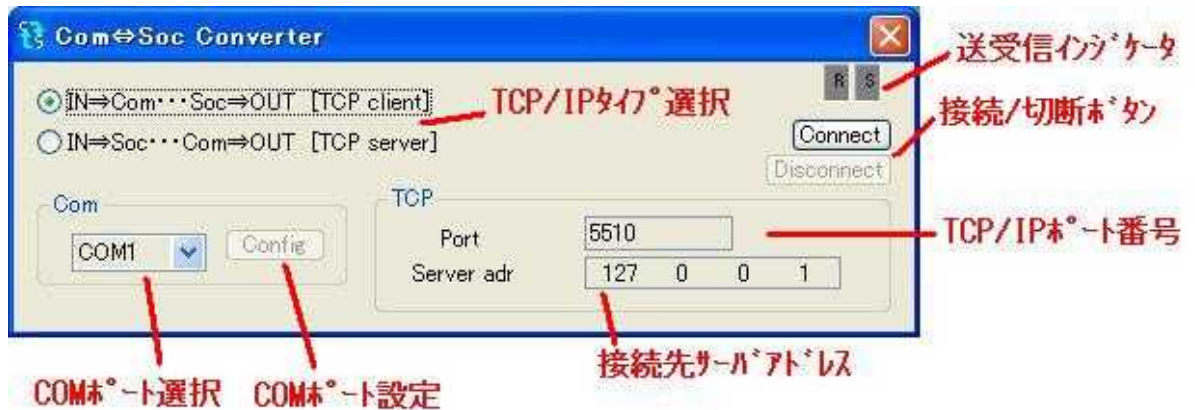 Com⇔Soc Converter
送受信ｲﾝｼﾞｹｰﾀ
R S
IN⇒Com・・・Soc⇒OUT [TCP client]
TCP/IPﾀｲﾌﾟ選択
接続/切断ﾎﾞﾀﾝ
IN⇒Soc・・・Com⇒OUT [TCP server]
Connect
Disconnect
Com
TCP
COM1
Config
Port
5510
TCP/IPﾎﾟｰﾄ番号
Server adr
127 0 0 1
接続先ｻｰﾊﾞｱﾄﾞﾚｽ
COMﾎﾟｰﾄ選択
COMﾎﾟｰﾄ設定